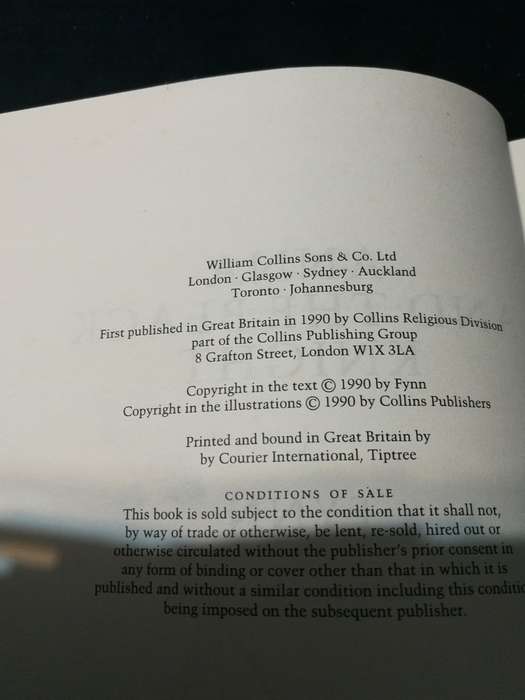 William Collins Sons & Co. Ltd
London · Glasgow · Sydney · Auckland
Toronto · Johannesburg
First published in Great Britain in 1990 by Collins Religious Division
part of the Collins Publishing Group
8 Grafton Street, London W1X 3LA
Copyright in the text © 1990 by Fynn
Copyright in the illustrations © 1990 by Collins Publishers
Printed and bound in Great Britain by
by Courier International, Tiptree
CONDITIONS OF SALE
This book is sold subject to the condition that it shall not,
by way of trade or otherwise, be lent, re-sold, hired out or
otherwise circulated without the publisher's prior consent in
any form of binding or cover other than that in which it is
published and without a similar condition including this conditio
being imposed on the subsequent publisher.